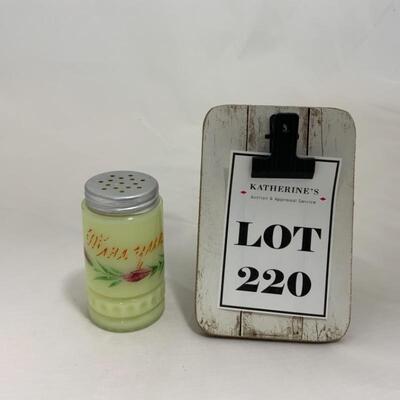 KATHERINE'S
Auction & Appraisal Service
LOT
220